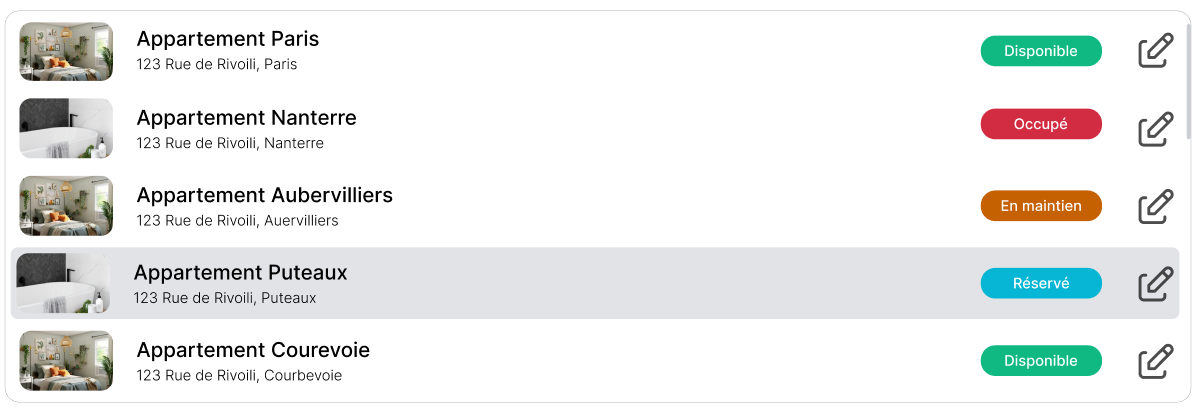 Appartement Paris
123 Rue de Rivoili, Paris
Disponible
Appartement Nanterre
123 Rue de Rivoili, Nanterre
Occupé
Appartement Aubervilliers
123 Rue de Rivoili, Auervilliers
En maintien
Appartement Puteaux
123 Rue de Rivoili, Puteaux
Réservé
Appartement Courevoie
123 Rue de Rivoili, Courbevoie
Disponible